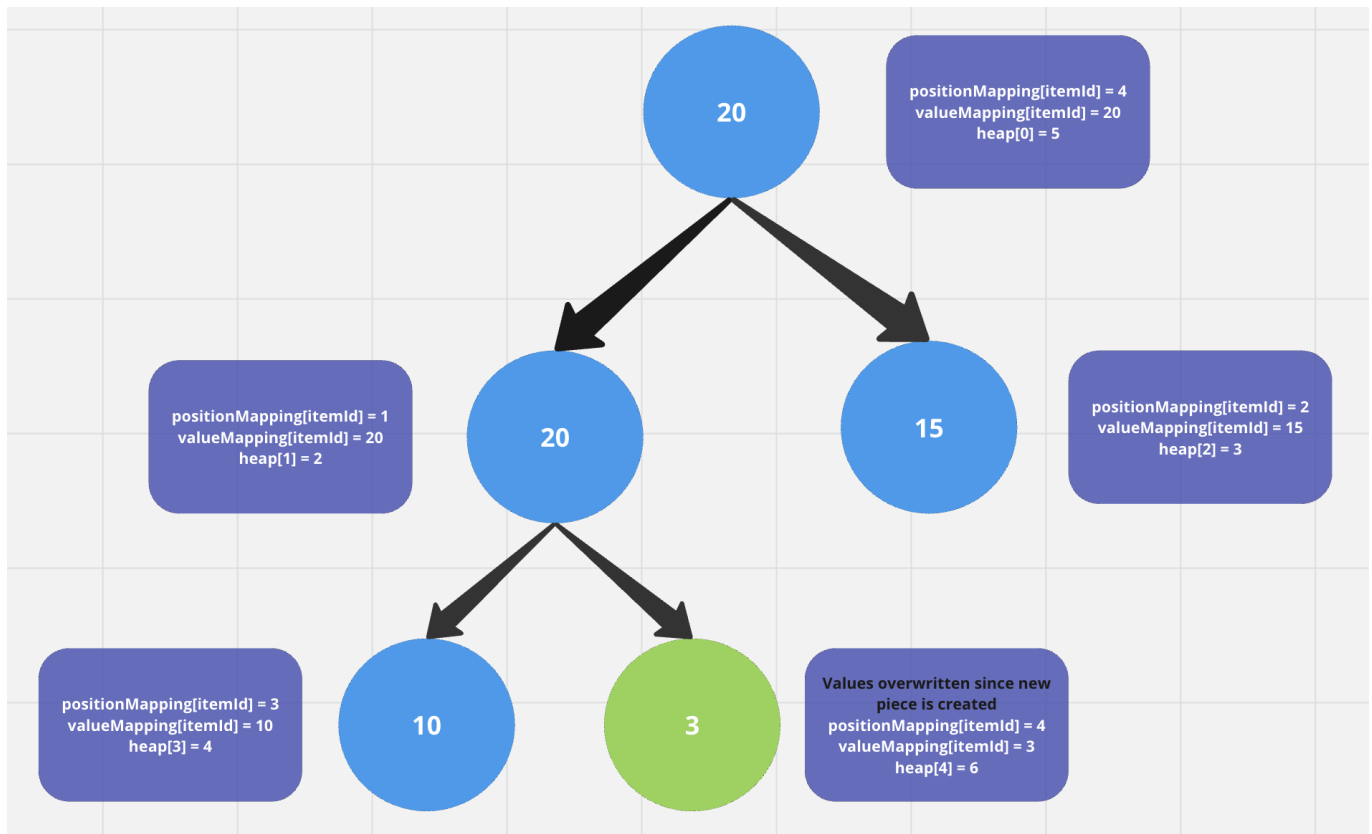 20
positionMapping[itemId] = 4
valueMapping[itemId] = 20
heap[0] = 5
positionMapping[itemId] = 1
valueMapping[itemId] = 20
heap[1] = 2
20
15
positionMapping[itemId] = 2
valueMapping[itemId] = 15
heap[2] = 3
positionMapping[itemId] = 3
valueMapping[itemId] = 10
heap[3] = 4
10
3
Values overwritten since new
piece is created
positionMapping[itemId] = 4
valueMapping[itemId] = 3
heap[4] = 6